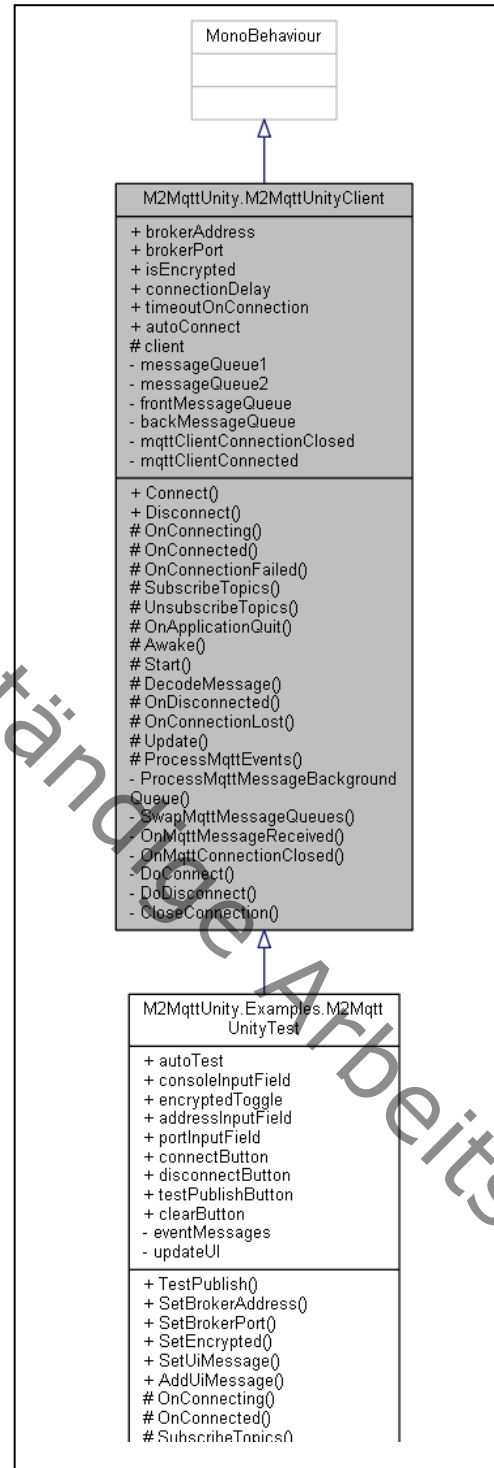 MonoBehaviour
M2MqttUnity.M2MqttUnityClient
+ brokerAddress
+ brokerPort
+ isEncrypted
+ connectionDelay
+ timeoutOnConnection
+ autoConnect
# client
- messageQueue1
- messageQueue2
- frontMessageQueue
- backMessageQueue
- mqttClientConnectionClosed
- mqttClientConnected
+ Connect()
+ Disconnect()
# OnConnecting()
# OnConnected()
# OnConnectionFailed()
# SubscribeTopics()
# UnsubscribeTopics()
# OnApplicationQuit()
# Awake()
# Start()
# DecodeMessage()
# OnDisconnected()
# OnConnectionLost()
# Update()
# ProcessMqttEvents()
- ProcessMqttMessageBackground
Queue()
- SwapMqttMessageQueues()
- OnMqttMessageReceived()
- OnMqttConnectionClosed()
- DoConnect()
- DoDisconnect()
- CloseConnection()
M2MqttUnity.Examples.M2Mqtt
UnityTest
+ autoTest
+ consoleInputField
+ encryptedToggle
+ addressInputField
+ portInputField
+ connectButton
+ disconnectButton
+ testPublishButton
+ clearButton
- eventMessages
- updateUI
+ TestPublish()
+ SetBrokerAddress()
+ SetBrokerPort()
+ SetEncrypted()
+ SetUiMessage()
+ AddUiMessage()
# OnConnecting()
# OnConnected()
# SubscribeTopics()
tändige Arbeits